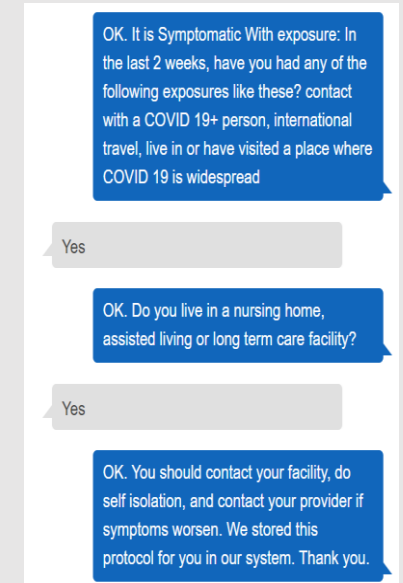 OK. It is Symptomatic With exposure: In
the last 2 weeks, have you had any of the
following exposures like these? contact
with a COVID 19+ person, international
travel, live in or have visited a place where
COVID 19 is widespread
Yes
OK. Do you live in a nursing home,
assisted living or long term care facility?
Yes
OK. You should contact your facility, do
self isolation, and contact your provider if
symptoms worsen. We stored this
protocol for you in our system. Thank you.